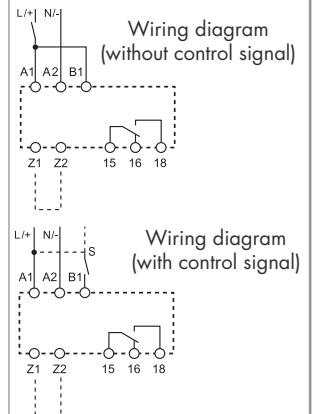 L/+ N/-
Wiring diagram
(without control signal)
A1 A2 B1
Z1 Z2 15 16 18
L/+ N/-
Wiring diagram
(with control signal)
S
A1 A2 B1
Z1 Z2 15 16 18